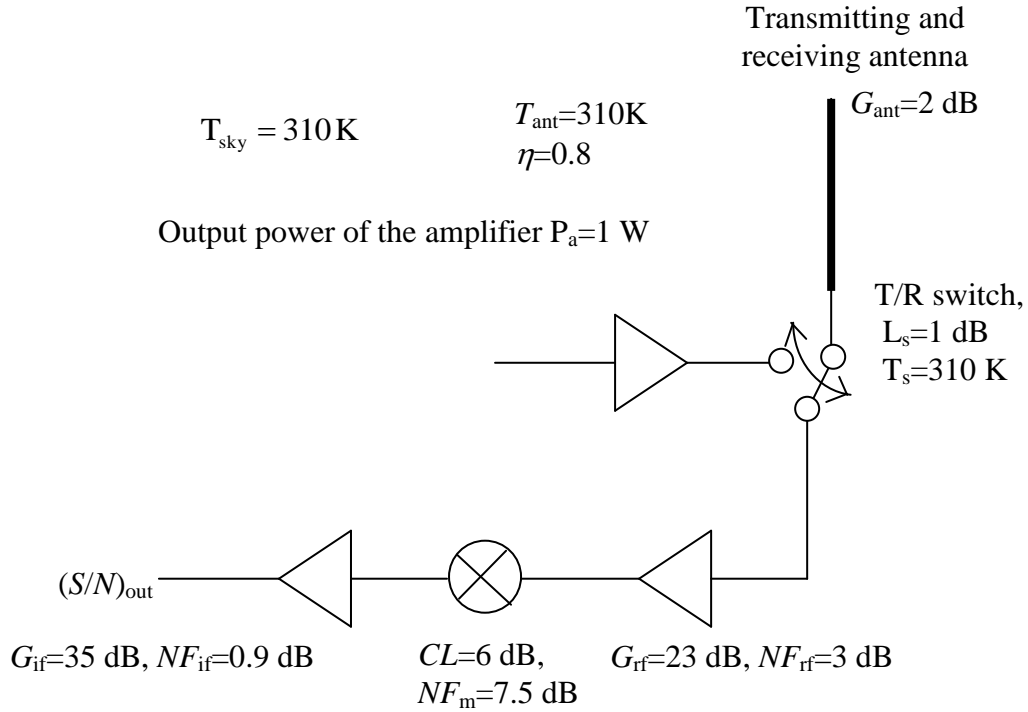 Transmitting and
receiving antenna
G_ant=2 dB
T_sky = 310 K
T_ant=310K
η=0.8
Output power of the amplifier P_a=1 W
T/R switch,
L_s=1 dB
T_s=310 K
(S/N)_out
G_if=35 dB, NF_if=0.9 dB
CL=6 dB,
NF_m=7.5 dB
G_rf=23 dB, NF_rf=3 dB